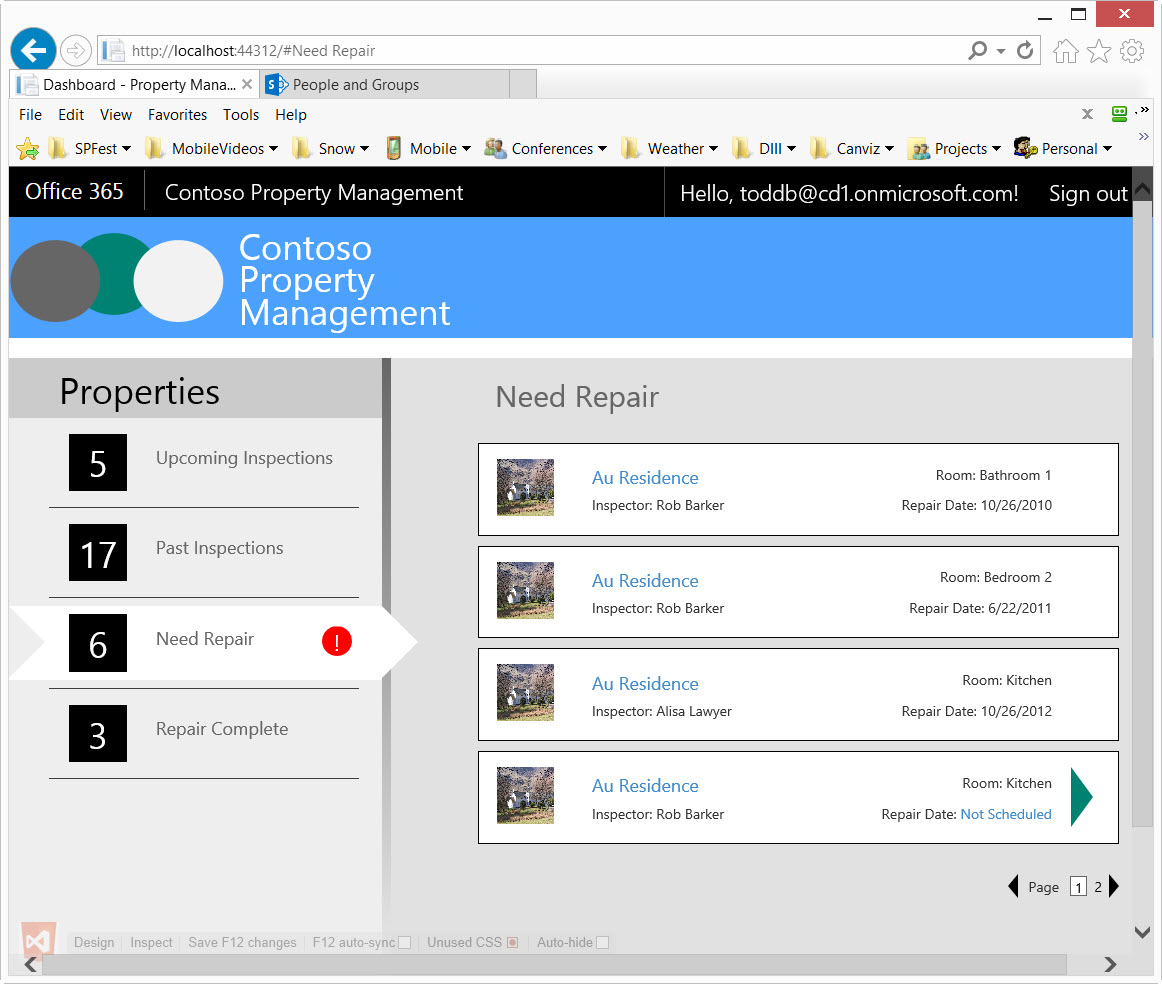 http://localhost:44312/#Need Repair
Dashboard - Property Mana... People and Groups
File Edit View Favorites Tools Help
SPFest MobileVideos Snow Mobile Conferences Weather DIII Canviz Projects Personal
Office 365 Contoso Property Management Hello, toddb@cd1.onmicrosoft.com! Sign out
Contoso
Property
Management
Properties
5 Upcoming Inspections
17 Past Inspections
6 Need Repair !
3 Repair Complete
Need Repair
Au Residence Room: Bathroom 1
Inspector: Rob Barker Repair Date: 10/26/2010
Au Residence Room: Bedroom 2
Inspector: Rob Barker Repair Date: 6/22/2011
Au Residence Room: Kitchen
Inspector: Alisa Lawyer Repair Date: 10/26/2012
Au Residence Room: Kitchen
Inspector: Rob Barker Repair Date: Not Scheduled
Page 1 2
Design Inspect Save F12 changes F12 auto-sync Unused CSS Auto-hide